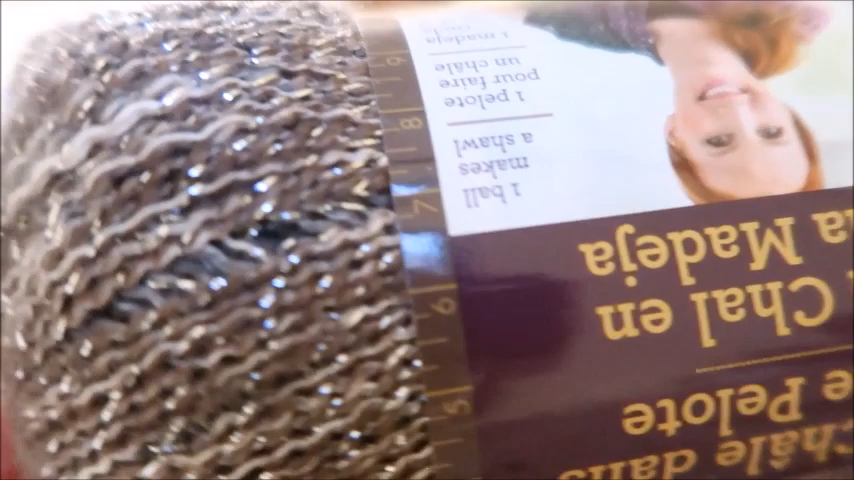 Châle dans
e Pelote
Chal en
a Madeja
1 ball
makes
a shawl
1 pelote
pour faire
un châle
1 madeja
5
6
7
8
9